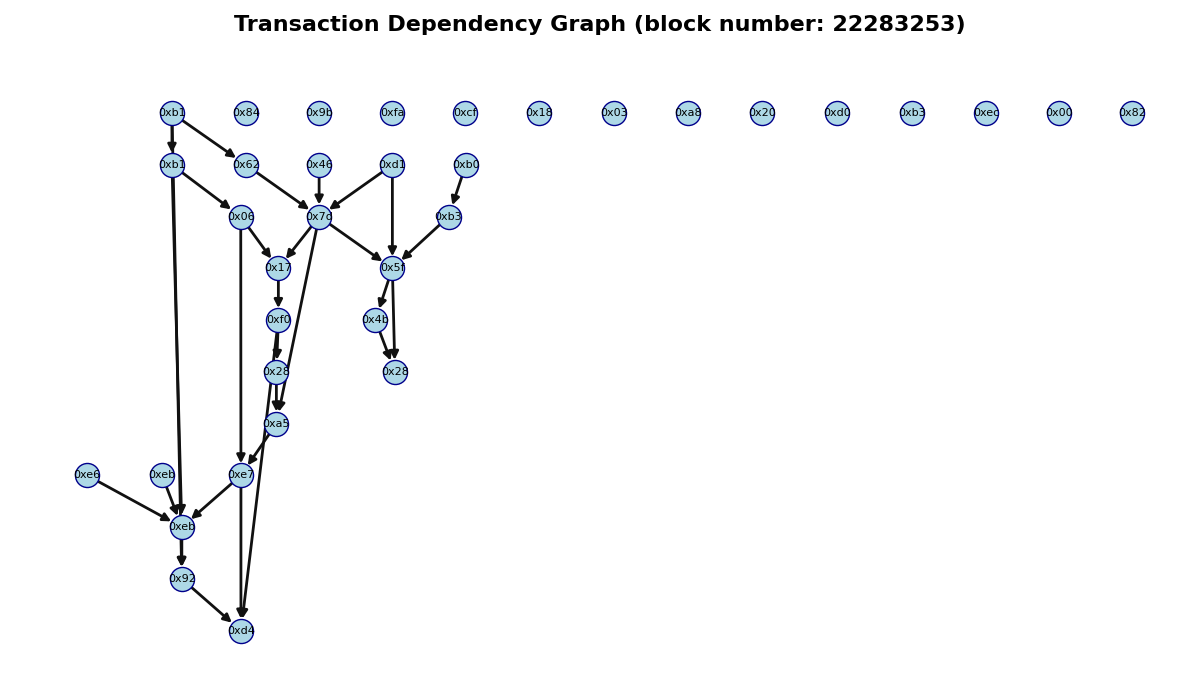 Transaction Dependency Graph (block number: 22283253)
0xb1 0x84 0x9b 0xfa 0xcf 0x18 0x03 0xa8 0x20 0xd0 0xb3 0xec 0x00 0x82
0xb1 0x62 0x46 0xd1 0xb0
0x06 0x7c 0xb3
0x17 0x5f
0xf0 0x4b
0x28 0x28
0xa5
0xe6 0xeb 0xe7
0xeb
0x92
0xd4